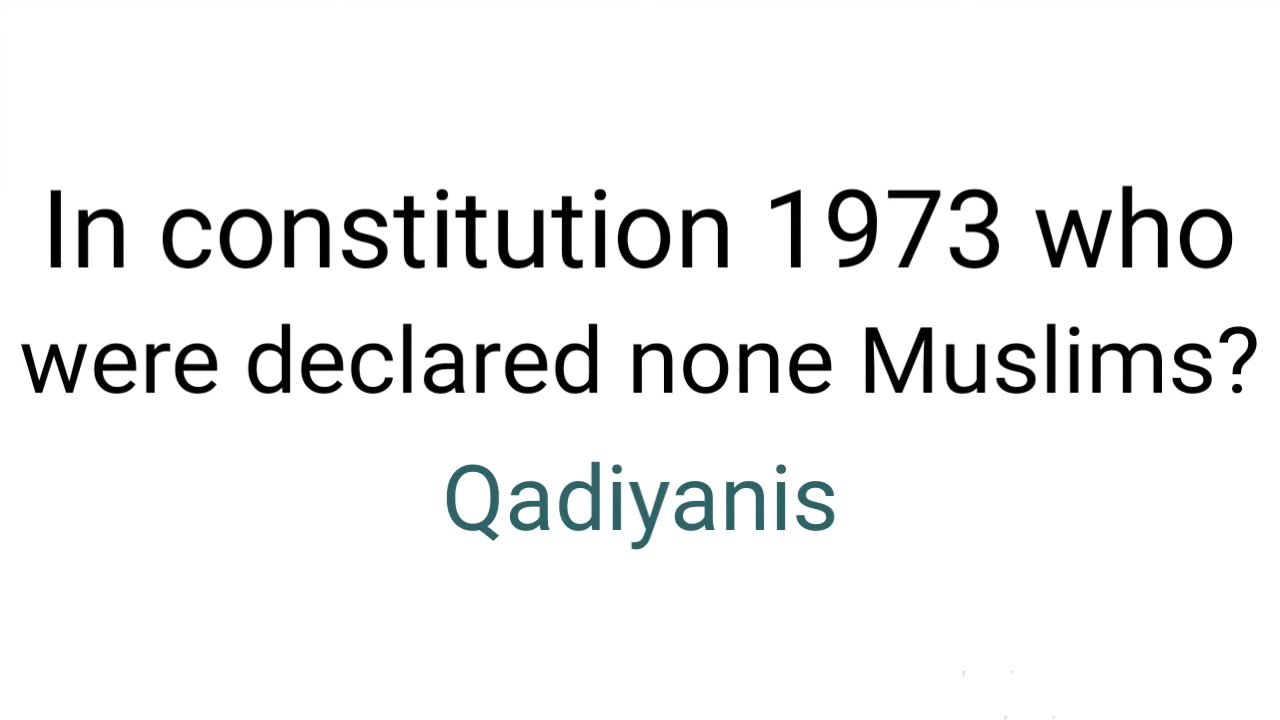 In constitution 1973 who
were declared none Muslims?
Qadiyanis